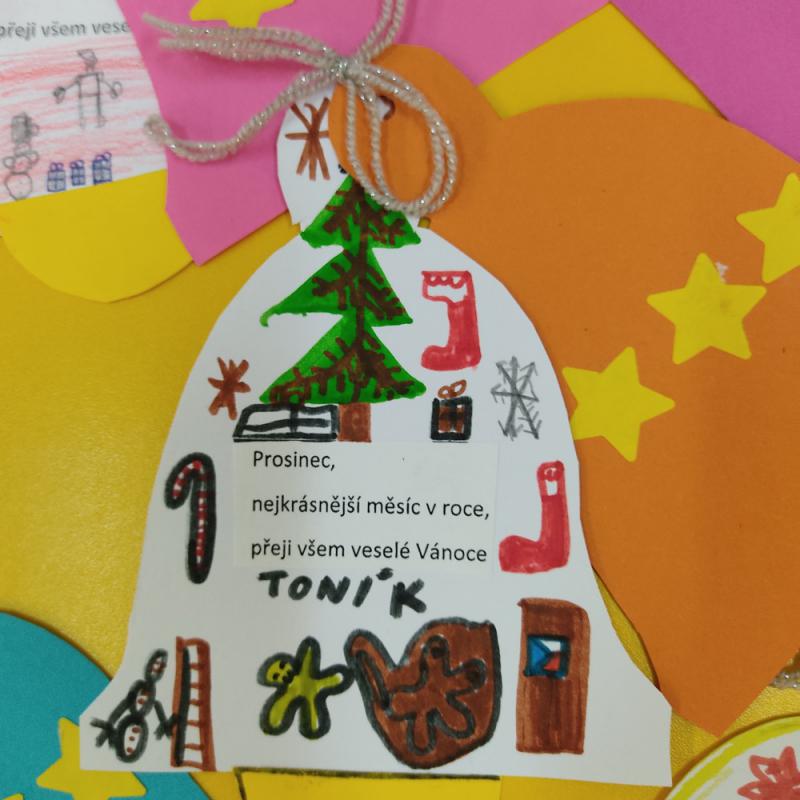 přeji všem vese
Prosinec,
nejkrásnější měsíc v roce,
přeji všem veselé Vánoce
TONÍK